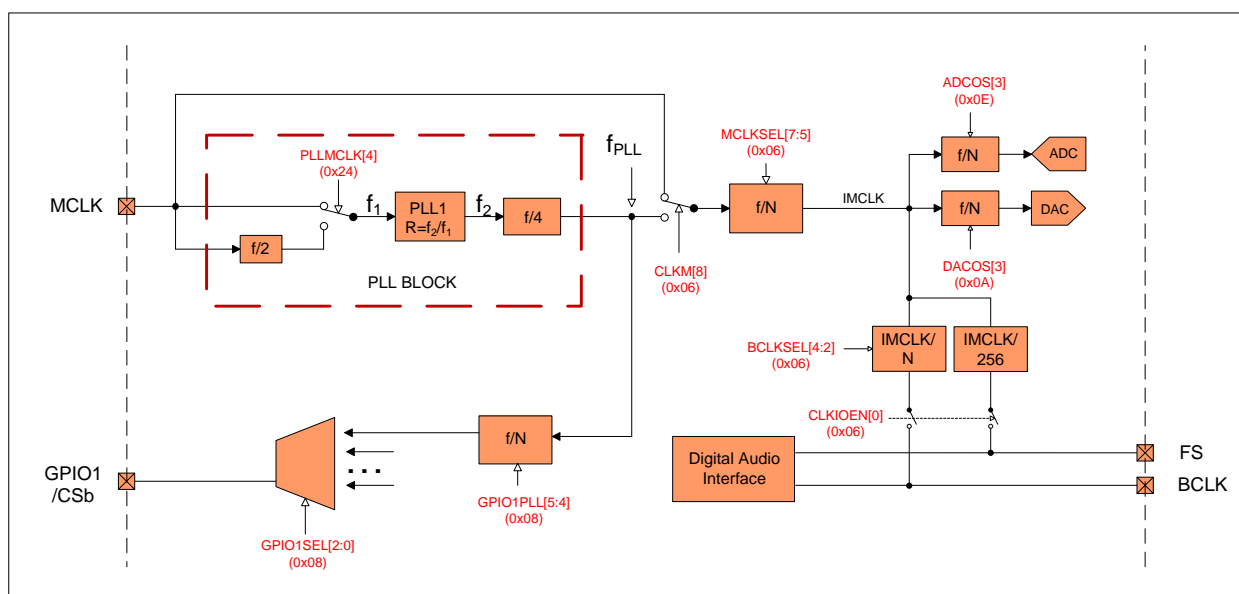 ADCOS[3]
(0x0E)
f/N
ADC
MCLKSEL[7:5]
(0x06)
f/N
fPLL
PLLMCLK[4]
(0x24)
MCLK
f1
PLL1
R=f2/f1
f2
f/4
f/2
PLL BLOCK
CLKM[8]
(0x06)
IMCLK
f/N
DAC
DACOS[3]
(0x0A)
BCLKSEL[4:2]
(0x06)
IMCLK/
N
IMCLK/
256
CLKIOEN[0]
(0x06)
Digital Audio
Interface
FS
BCLK
GPIO1
/CSb
...
f/N
GPIO1PLL[5:4]
(0x08)
GPIO1SEL[2:0]
(0x08)